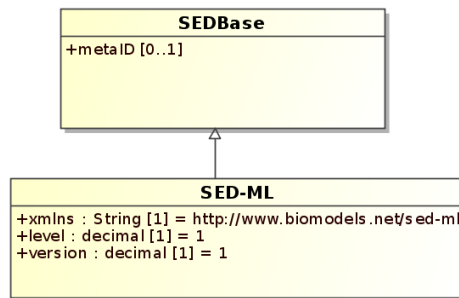 SEDBase
+metaID [0..1]
SED-ML
+xmlns : String [1] = http://www.biomodels.net/sed-ml
+level : decimal [1] = 1
+version : decimal [1] = 1